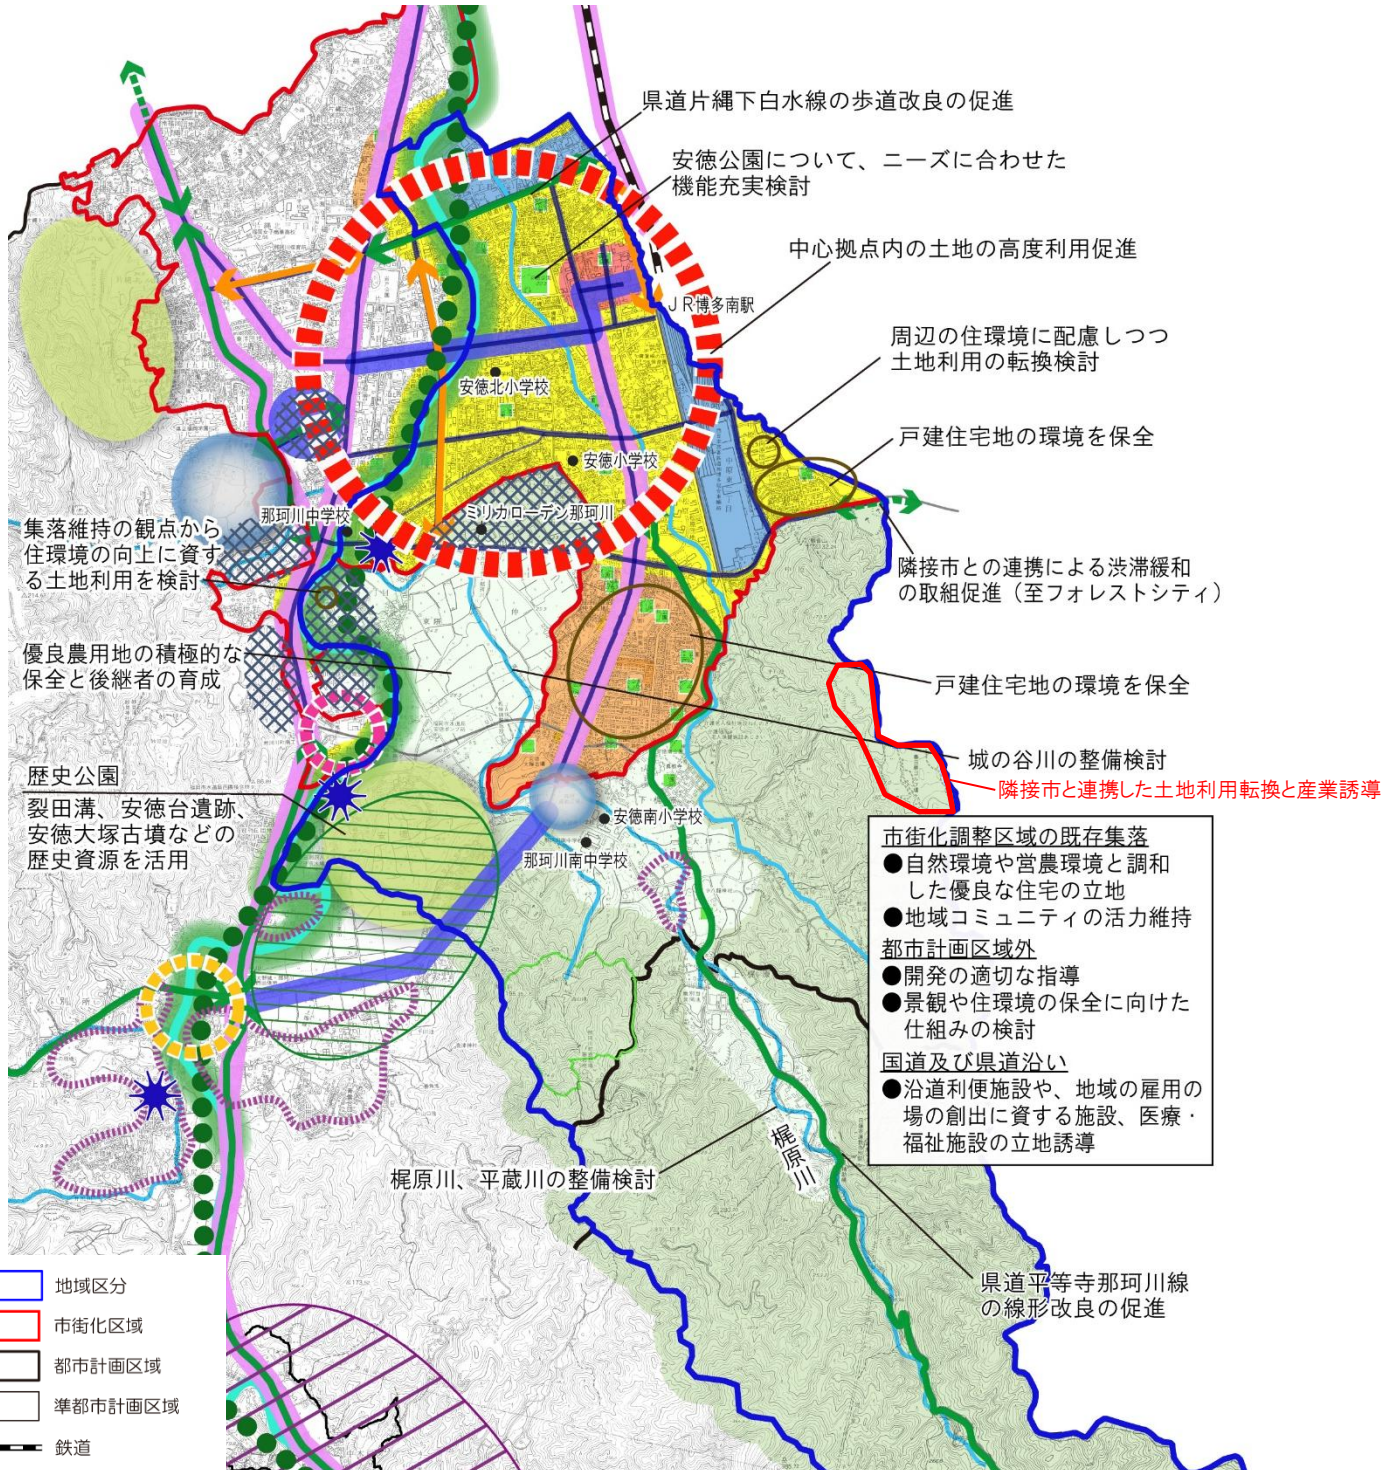 県道片縄下白水線の歩道改良の促進
安徳公園について、ニーズに合わせた
機能充実検討
中心拠点内の土地の高度利用促進
ＪＲ博多南駅
周辺の住環境に配慮しつつ
土地利用の転換検討
安徳北小学校
戸建住宅地の環境を保全
安徳小学校
那珂川中学校
ミリカローデン那珂川
集落維持の観点から
住環境の向上に資す
る土地利用を検討
隣接市との連携による渋滞緩和
の取組促進（至フォレストシティ）
優良農用地の積極的な
保全と後継者の育成
戸建住宅地の環境を保全
城の谷川の整備検討
隣接市と連携した土地利用転換と産業誘導
歴史公園
裂田溝、安徳台遺跡、
安徳大塚古墳などの
歴史資源を活用
安徳南小学校
那珂川南中学校
市街化調整区域の既存集落
●自然環境や営農環境と調和
した優良な住宅の立地
●地域コミュニティの活力維持
都市計画区域外
●開発の適切な指導
●景観や住環境の保全に向けた
仕組みの検討
国道及び県道沿い
●沿道利便施設や、地域の雇用の
場の創出に資する施設、医療・
福祉施設の立地誘導
梶原川
梶原川、平蔵川の整備検討
県道平等寺那珂川線
の線形改良の促進
地域区分
市街化区域
都市計画区域
準都市計画区域
鉄道